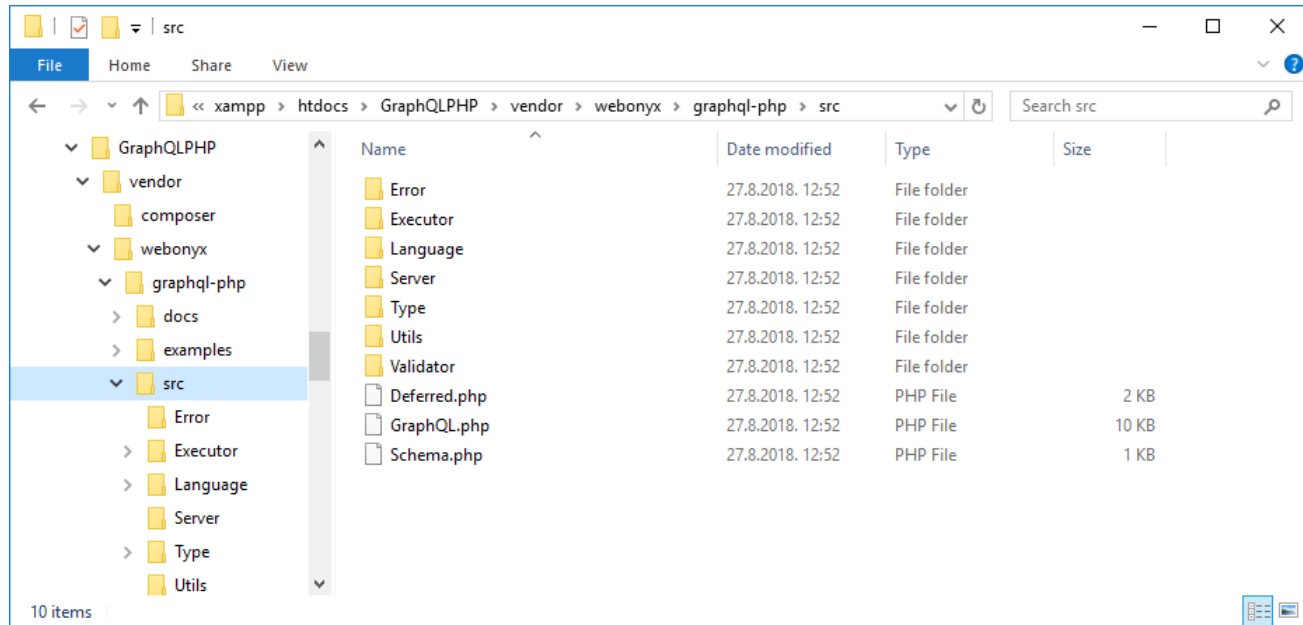 src
File Home Share View
« xampp > htdocs > GraphQLPHP > vendor > webonyx > graphql-php > src Search src
GraphQLPHP
vendor
composer
webonyx
graphql-php
docs
examples
src
Error
Executor
Language
Server
Type
Utils
Name Date modified Type Size
Error 27.8.2018. 12:52 File folder
Executor 27.8.2018. 12:52 File folder
Language 27.8.2018. 12:52 File folder
Server 27.8.2018. 12:52 File folder
Type 27.8.2018. 12:52 File folder
Utils 27.8.2018. 12:52 File folder
Validator 27.8.2018. 12:52 File folder
Deferred.php 27.8.2018. 12:52 PHP File 2 KB
GraphQL.php 27.8.2018. 12:52 PHP File 10 KB
Schema.php 27.8.2018. 12:52 PHP File 1 KB
10 items